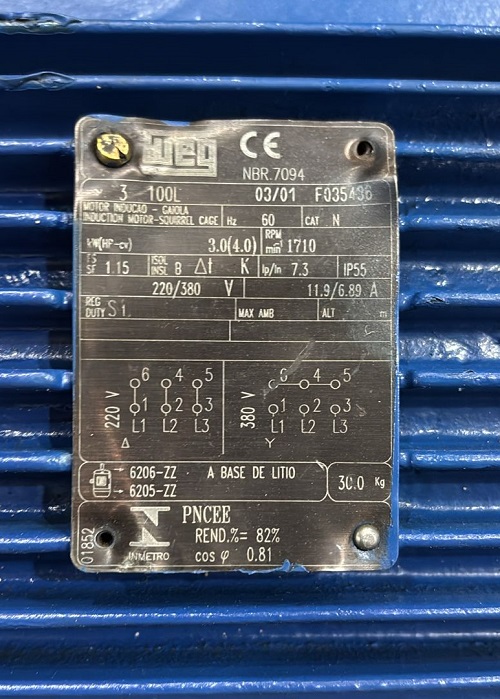 WEG CE
NBR.7094
3 100L 03/01 F035436
MOTOR INDUCAO - GAIOLA
INDUCTION MOTOR-SQUIRREL CAGE Hz 60 CAT N
kW(HP-cv) 3.0(4.0) RPM min-1 1710
FS SF 1.15 ISOL INSL B Δt K Ip/In 7.3 IP55
220/380 V 11.9/6.89 A
REG DUTY S1 MAX AMB ALT m
6 4 5 6 4 5
220 V 1 2 3 380 V 1 2 3
L1 L2 L3 L1 L2 L3
Δ Y
6206-ZZ A BASE DE LITIO
6205-ZZ 30.0 Kg
01852
PNCEE
REND.%= 82%
INMETRO cos φ 0.81